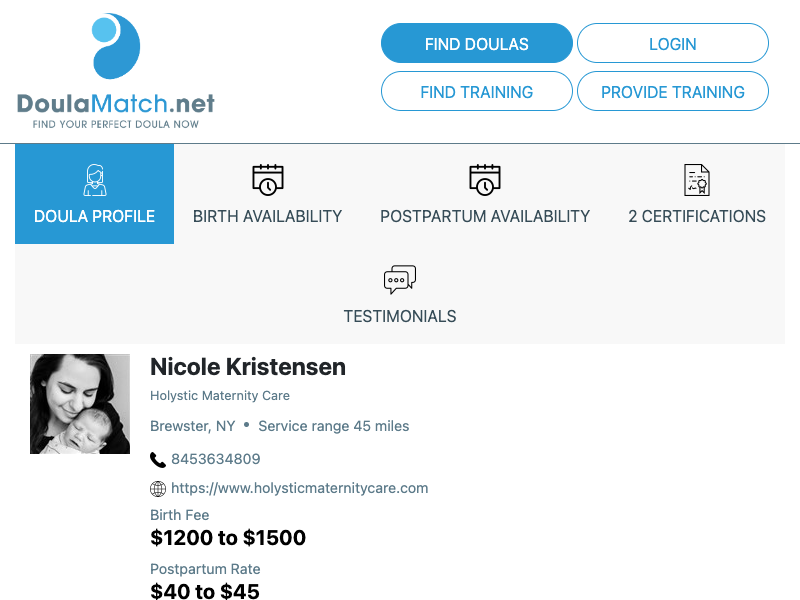 FIND DOULAS
LOGIN
FIND TRAINING
PROVIDE TRAINING
DoulaMatch.net
FIND YOUR PERFECT DOULA NOW
DOULA PROFILE
BIRTH AVAILABILITY
POSTPARTUM AVAILABILITY
2 CERTIFICATIONS
TESTIMONIALS
Nicole Kristensen
Holystic Maternity Care
Brewster, NY • Service range 45 miles
8453634809
https://www.holysticmaternitycare.com
Birth Fee
$1200 to $1500
Postpartum Rate
$40 to $45